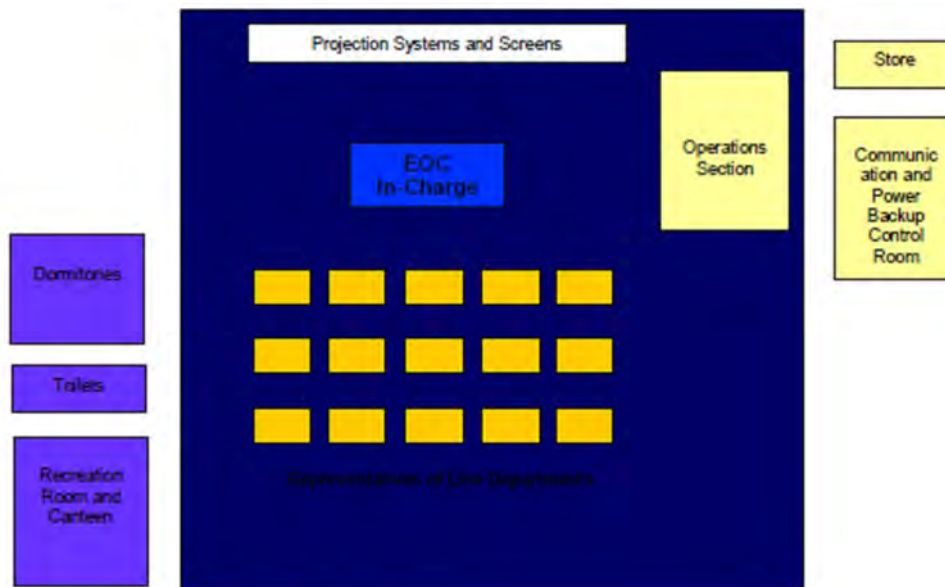 Projection Systems and Screens
Store
Operations
Section
EOC
In-Charge
Communic
ation and
Power
Backup
Control
Room
Dormitories
Toilets
Recreation
Room and
Canteen
Representatives of Line Departments